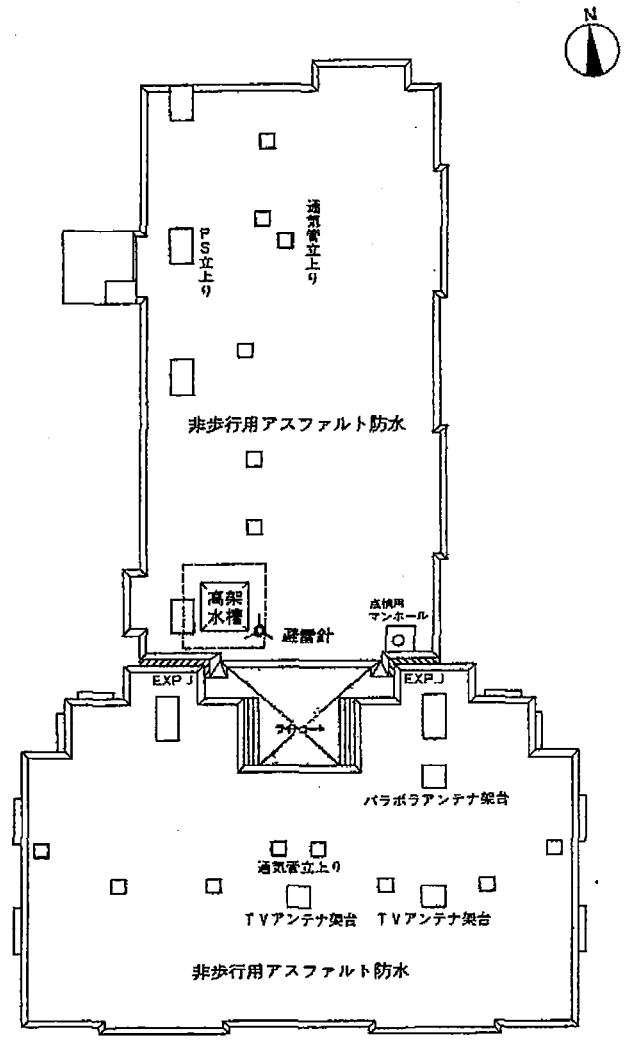 N
通気管立上り
PS立上り
非歩行用アスファルト防水
高架
水槽
避雷針
点検用
マンホール
EXP.J
EXP.J
パラボラアンテナ架台
通気管立上り
TVアンテナ架台
TVアンテナ架台
非歩行用アスファルト防水